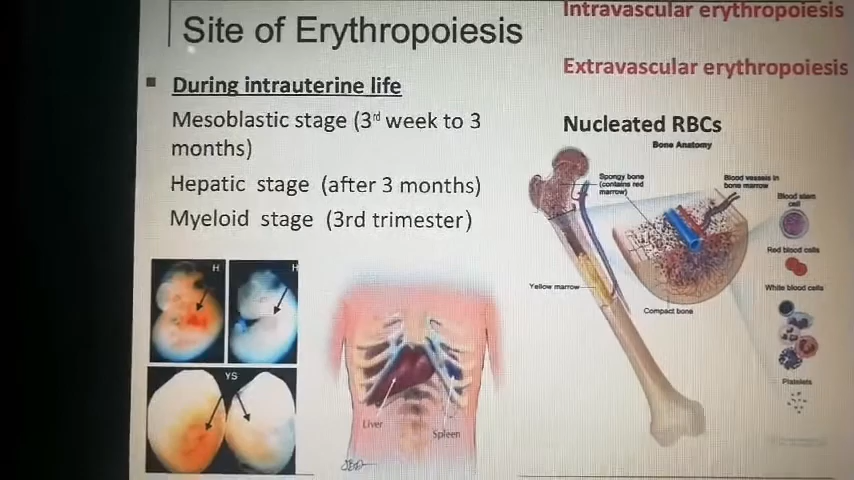 Site of Erythropoiesis
Intravascular erythropoiesis
Extravascular erythropoiesis
During intrauterine life
Mesoblastic stage (3rd week to 3
months)
Hepatic stage (after 3 months)
Myeloid stage (3rd trimester)
Nucleated RBCs
Bone Anatomy
Spongy bone
(contains red
marrow)
Blood vessels in
bone marrow
Blood stem
cell
Red blood cells
White blood cells
Yellow marrow
Compact bone
Platelets
H
H
YS
Liver
Spleen